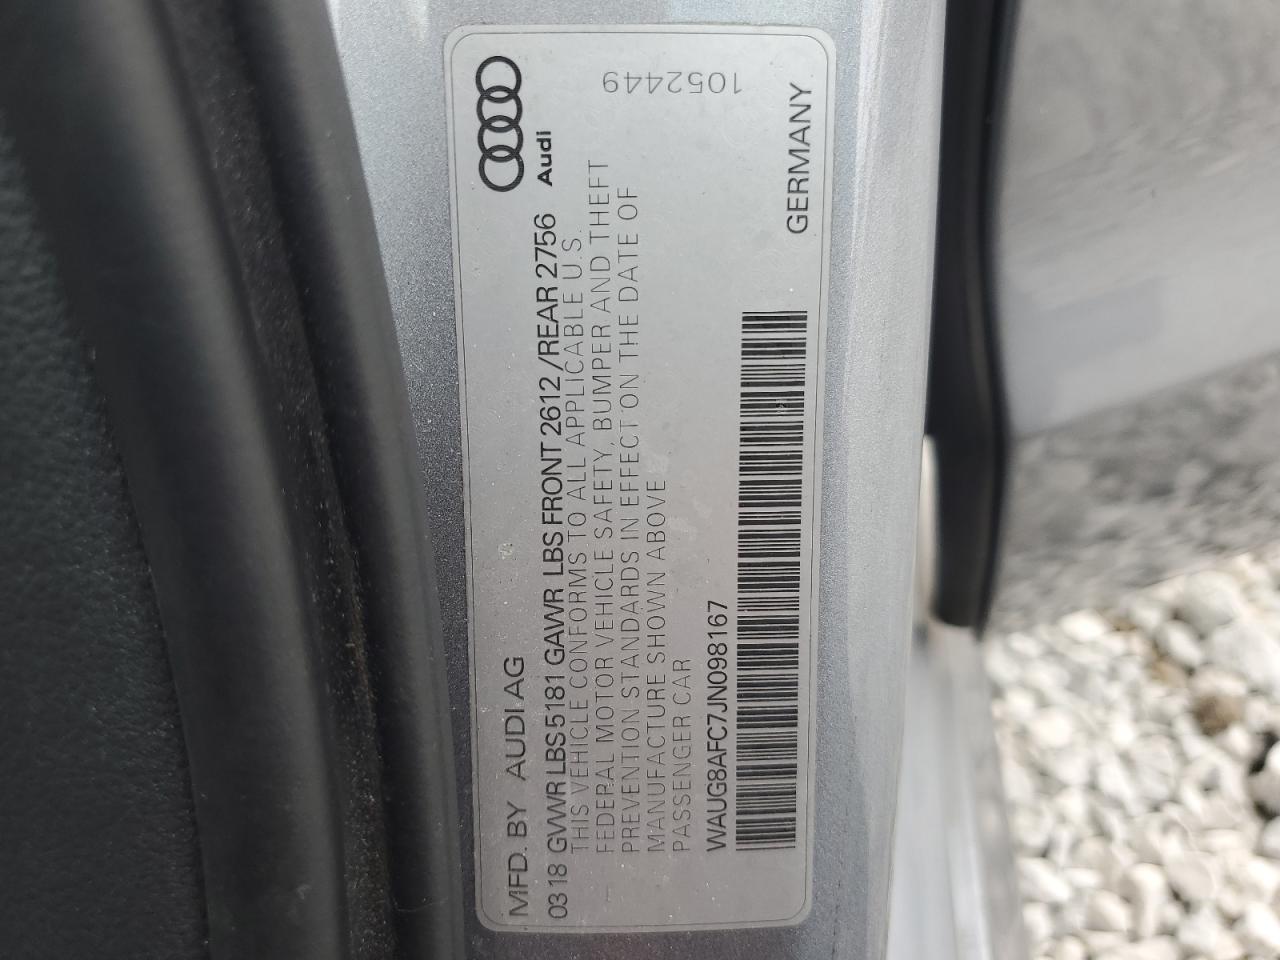 MFD. BY AUDI AG
Audi
03 18 GVWR LBS 5181 GAWR LBS FRONT 2612 /REAR 2756
THIS VEHICLE CONFORMS TO ALL APPLICABLE U.S.
FEDERAL MOTOR VEHICLE SAFETY, BUMPER AND THEFT
PREVENTION STANDARDS IN EFFECT ON THE DATE OF
MANUFACTURE SHOWN ABOVE
PASSENGER CAR
1052449
WAUG8AFC7JN098167
GERMANY